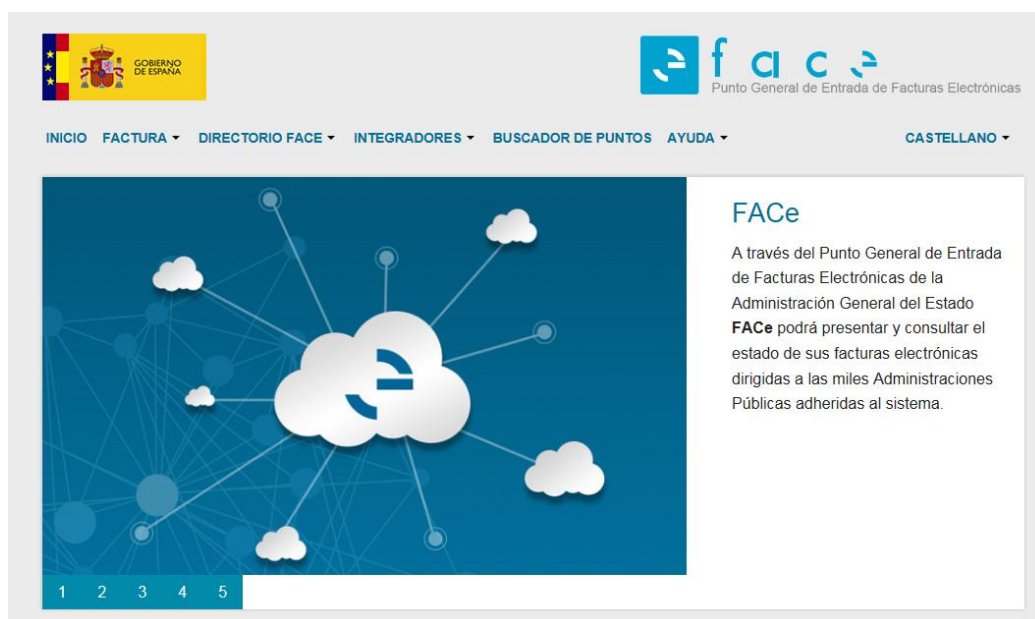 GOBIERNO
DE ESPAÑA
face
Punto General de Entrada de Facturas Electrónicas
INICIO FACTURA DIRECTORIO FACE INTEGRADORES BUSCADOR DE PUNTOS AYUDA CASTELLANO
FACe
A través del Punto General de Entrada
de Facturas Electrónicas de la
Administración General del Estado
FACe podrá presentar y consultar el
estado de sus facturas electrónicas
dirigidas a las miles Administraciones
Públicas adheridas al sistema.
1 2 3 4 5